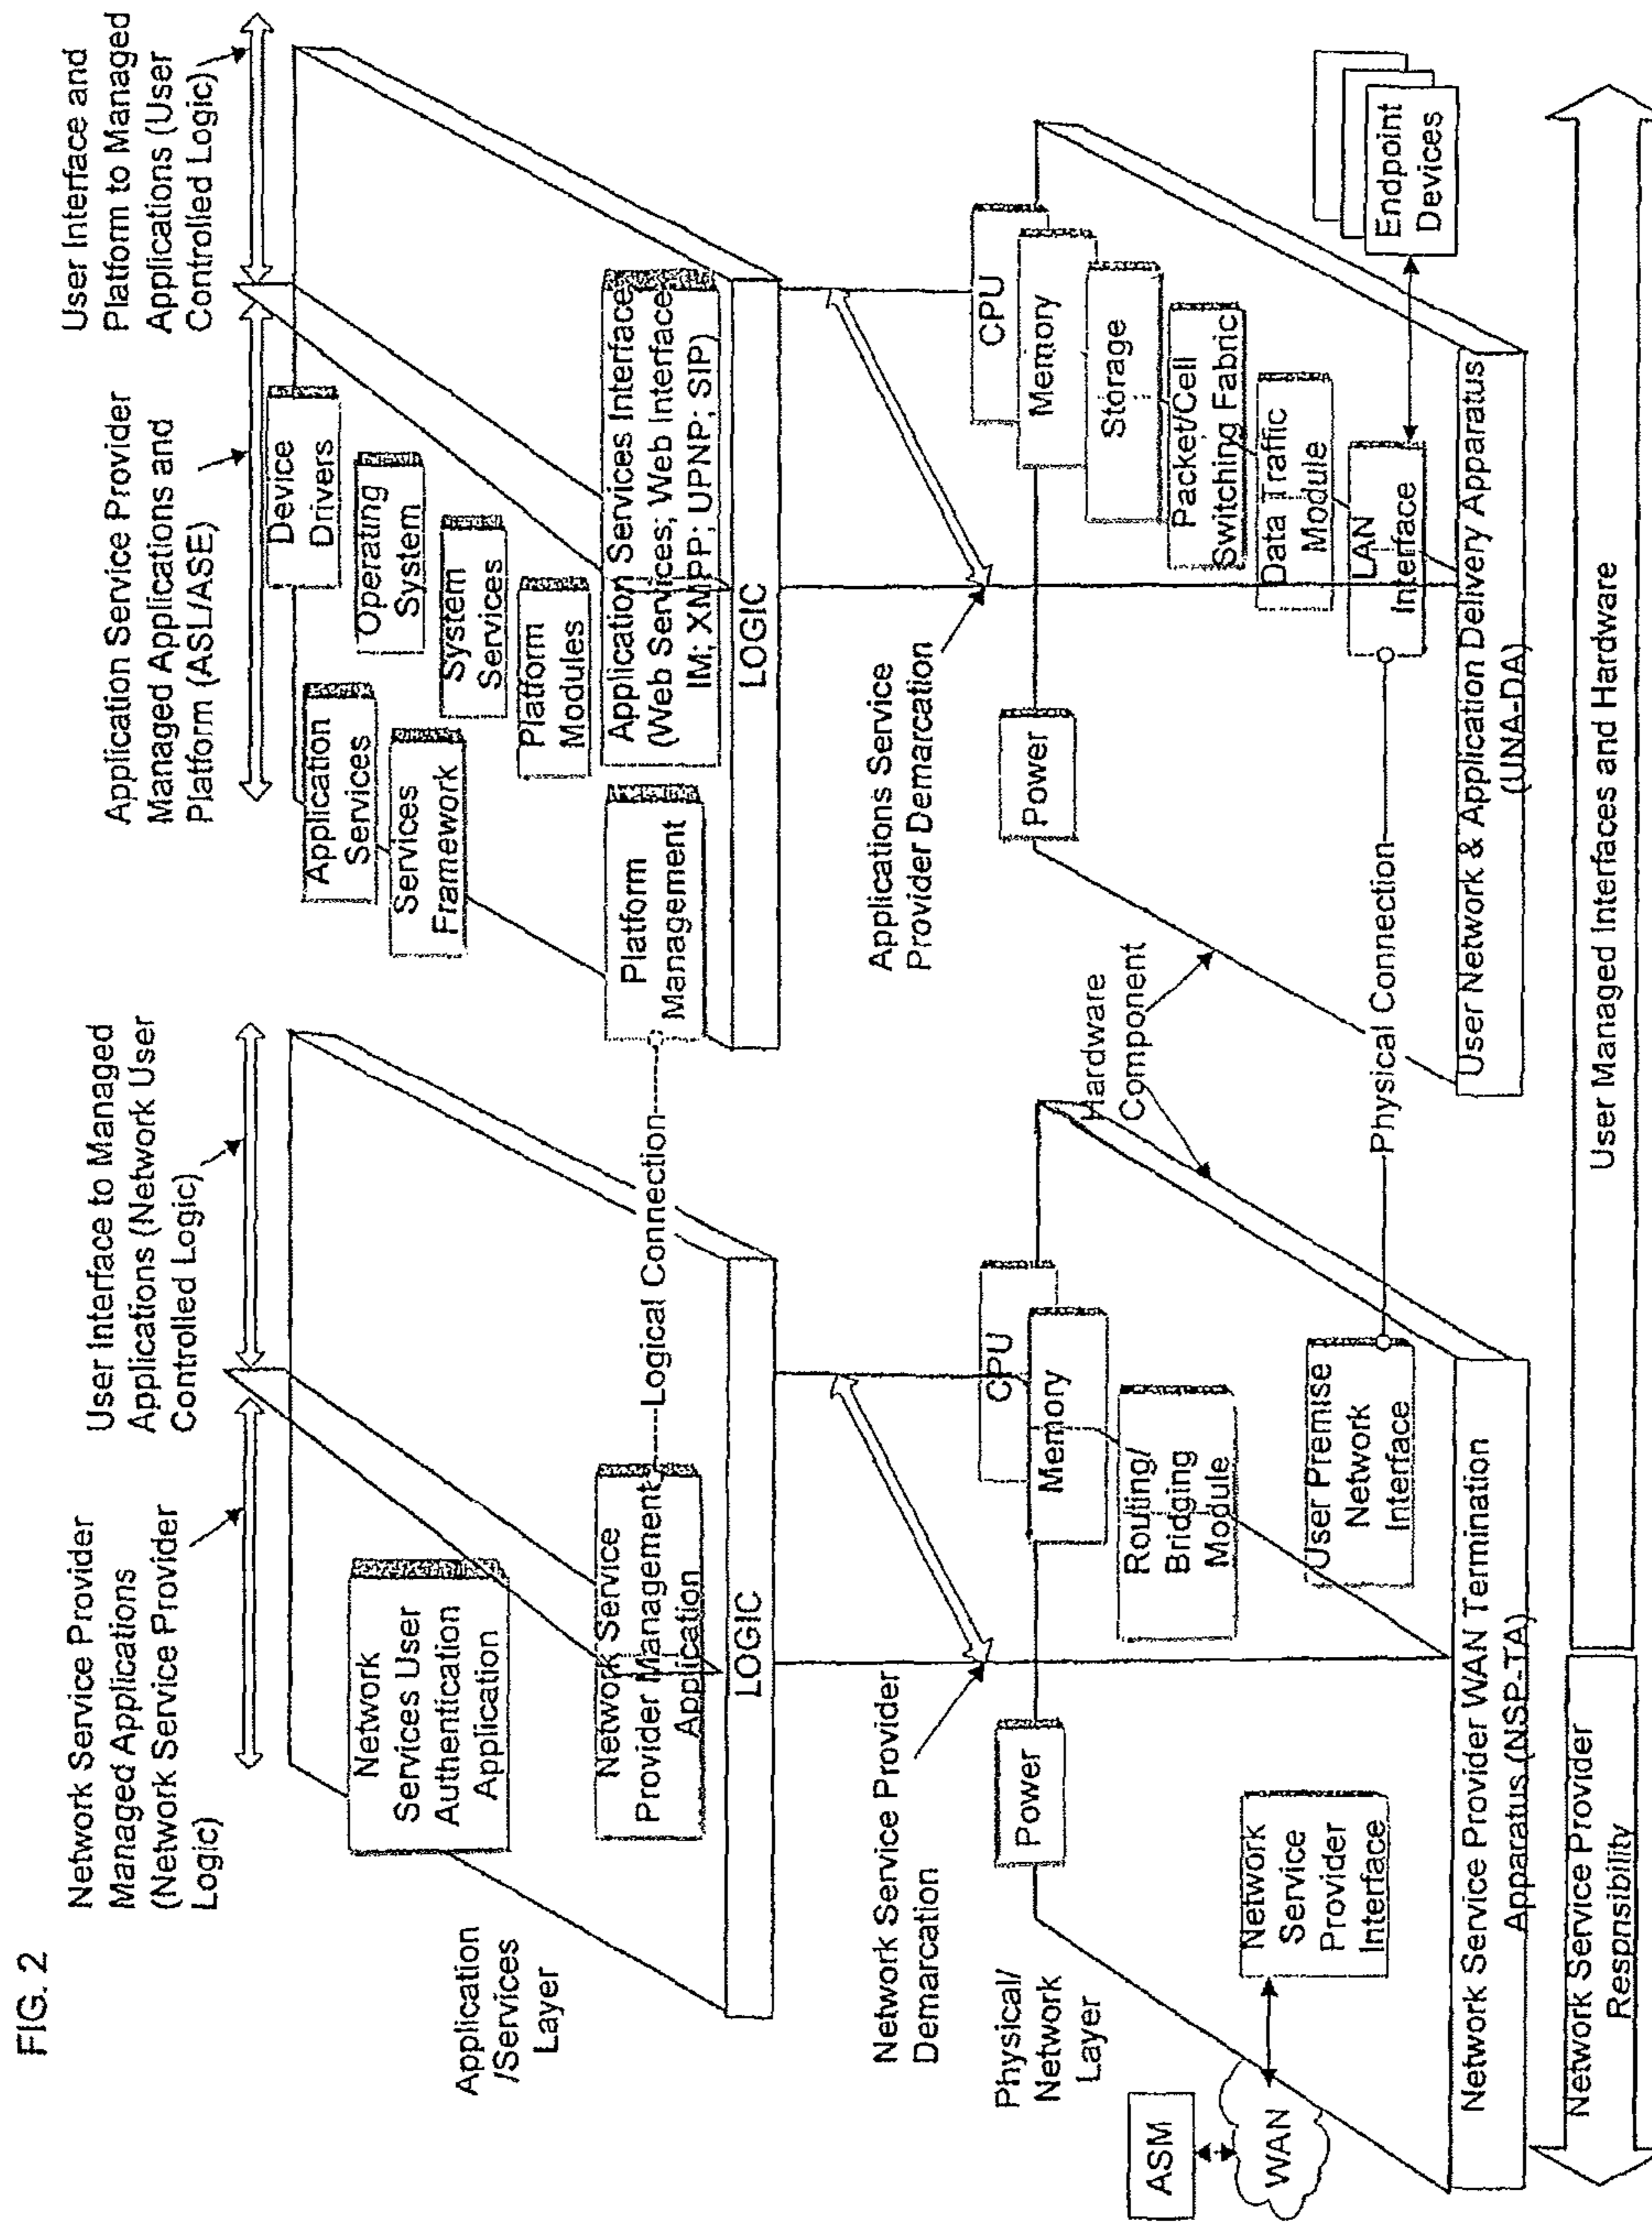 FIG. 2
Network Service Provider
Managed Applications
(Network Service Provider
Logic)
User Interface to Managed
Applications (Network User
Controlled Logic)
Application Service Provider
Managed Applications and
Platform (ASL/ASE)
User Interface and
Platform to Managed
Applications (User
Controlled Logic)
Application
/Services
Layer
Network
Services User
Authentication
Application
Network Service
Provider Management
Application
LOGIC
Logical Connection
Application
Services
Services
Framework
Platform
Management
Device
Drivers
Operating
System
System
Services
Platform
Modules
Application Services Interface
(Web Services; Web Interface
IM; XMPP; UPNP; SIP)
LOGIC
Network Service Provider
Demarcation
Applications Service
Provider Demarcation
Physical/
Network
Layer
ASM
WAN
Network
Service
Provider
Interface
Power
CPU
Memory
Routing/
Bridging
Module
User Premise
Network
Interface
Hardware
Component
Physical Connection
Power
CPU
Memory
Storage
Packet/Cell
Switching Fabric
Data Traffic
Module
LAN
Interface
Endpoint
Devices
Network Service Provider WAN Termination
Apparatus (NSP-TA)
User Network & Application Delivery Apparatus
(UNA-DA)
Network Service Provider
Respnsibility
User Managed Interfaces and Hardware